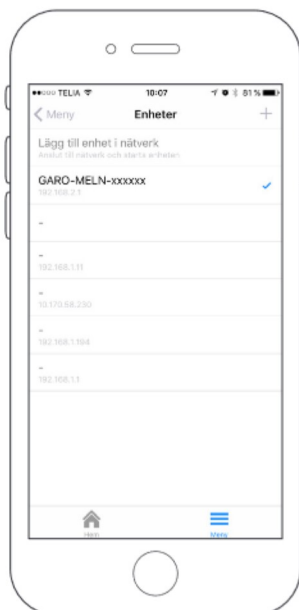 ●●○○○ TELIA 10:07 81 %
< Meny Enheter +
Lägg till enhet i nätverk
Anslut till nätverk och starta enheten
GARO-MELN-xxxxxx
192.168.2.1
-
-
192.168.1.11
-
10.170.68.250
-
192.168.1.184
-
192.168.1.1
Hem Meny